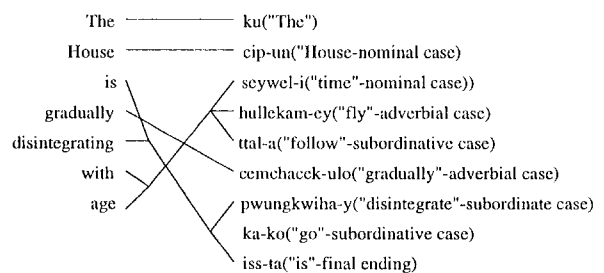 The ku("The")
House cip-un("House-nominal case)
is seywel-i("time"-nominal case))
gradually hullekam-ey("fly"-adverbial case)
disintegrating ttal-a("follow"-subordinative case)
with cemchacek-ulo("gradually"-adverbial case)
age pwungkwiha-y("disintegrate"-subordinate case)
ka-ko("go"-subordinative case)
iss-ta("is"-final ending)